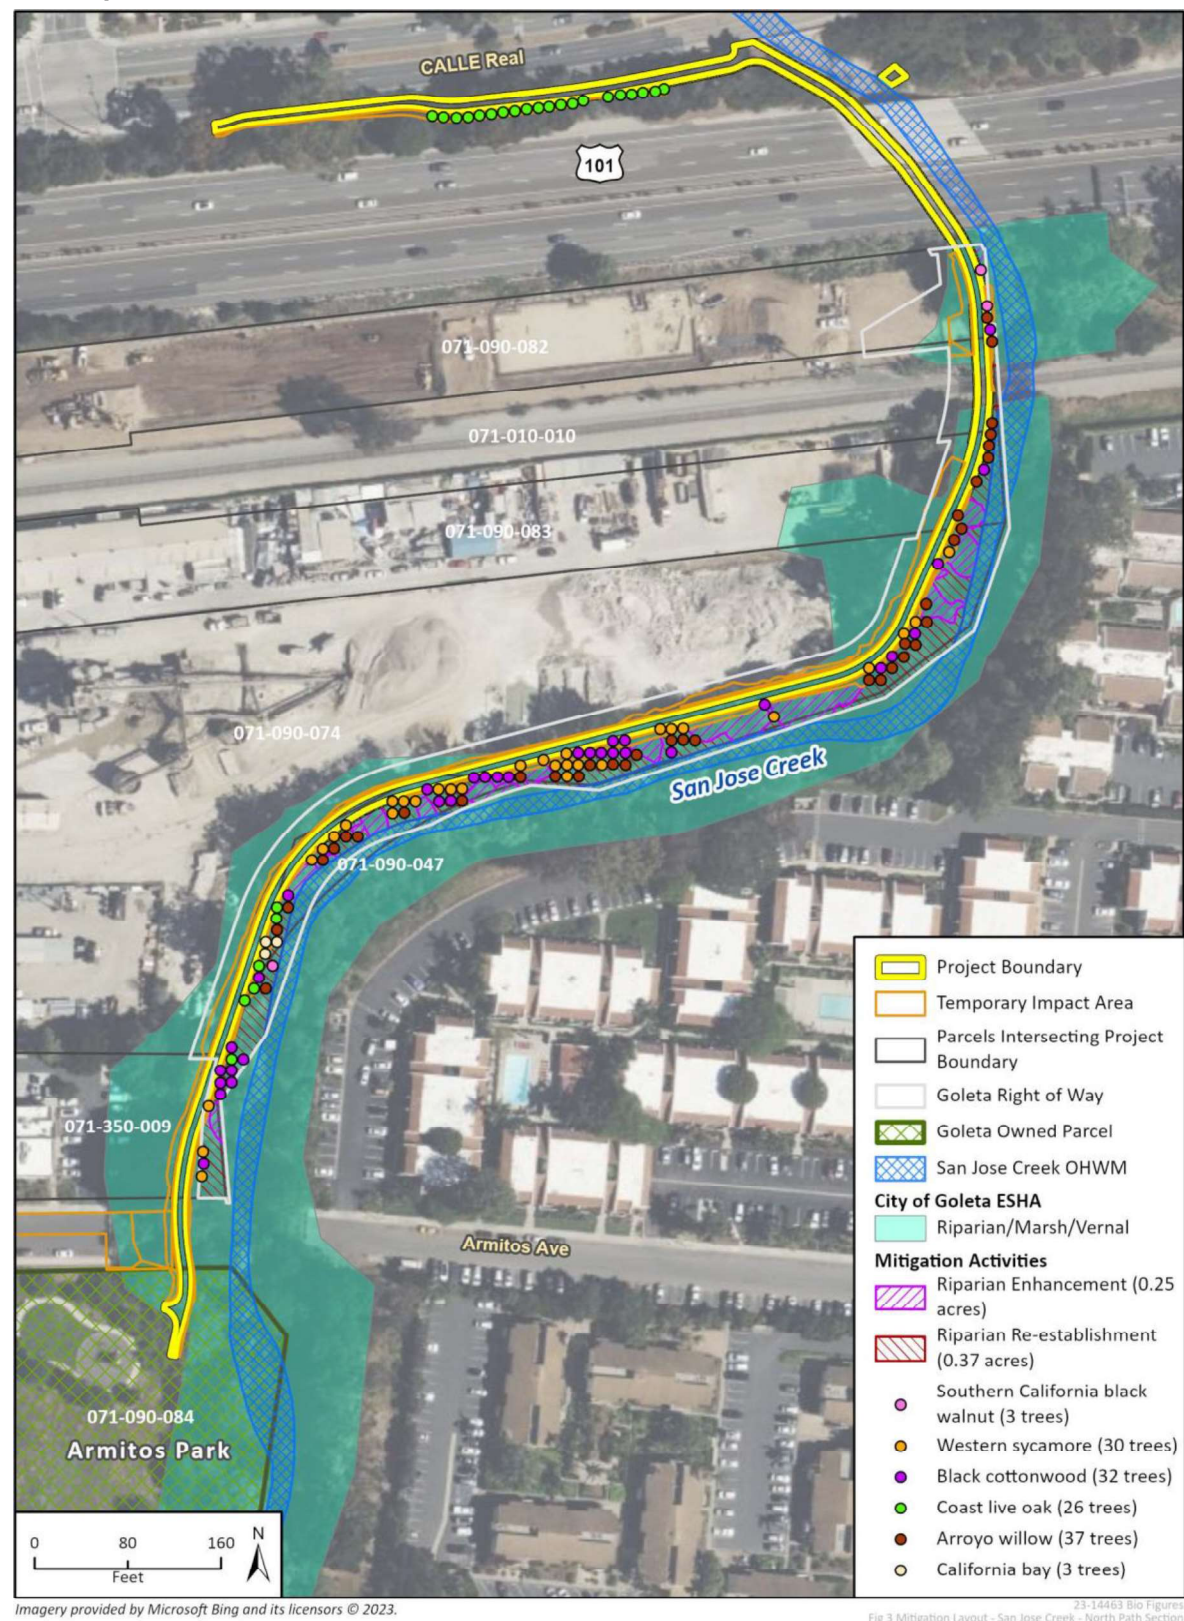 CALLE Real
101
071-090-082
071-010-010
071-090-083
071-090-074
San Jose Creek
071-090-047
071-350-009
Armitos Ave
071-090-084
Armitos Park
Project Boundary
Temporary Impact Area
Parcels Intersecting Project
Boundary
Goleta Right of Way
Goleta Owned Parcel
San Jose Creek OHWM
City of Goleta ESHA
Riparian/Marsh/Vernal
Mitigation Activities
Riparian Enhancement (0.25
acres)
Riparian Re-establishment
(0.37 acres)
Southern California black
walnut (3 trees)
Western sycamore (30 trees)
Black cottonwood (32 trees)
Coast live oak (26 trees)
Arroyo willow (37 trees)
California bay (3 trees)
0 80 160
Feet
N
Imagery provided by Microsoft Bing and its licensors © 2023.
23-14463 Bio Figures
Fig 3 Mitigation Layout - San Jose Creek - North Path Section